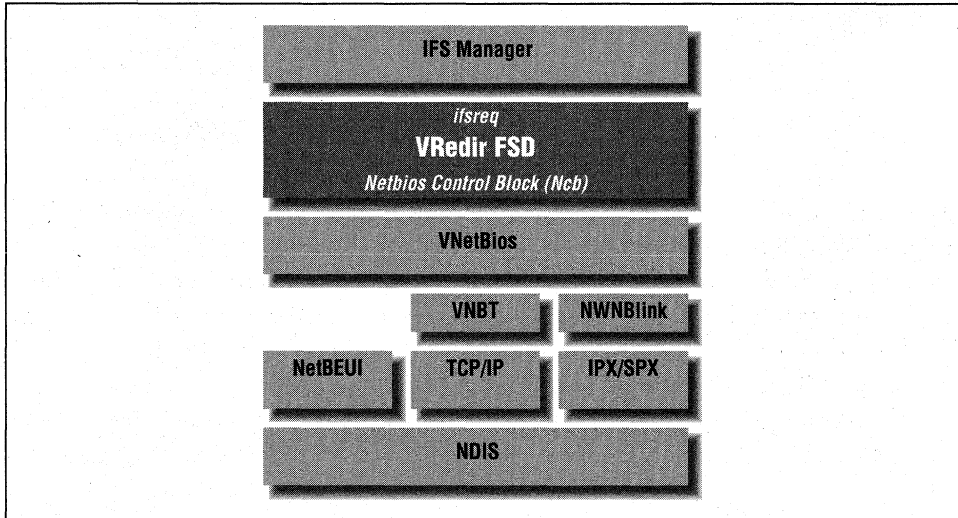 IFS Manager
ifsreq
VRedir FSD
Netbios Control Block (Ncb)
VNetBios
VNBT
NWNBlink
NetBEUI
TCP/IP
IPX/SPX
NDIS